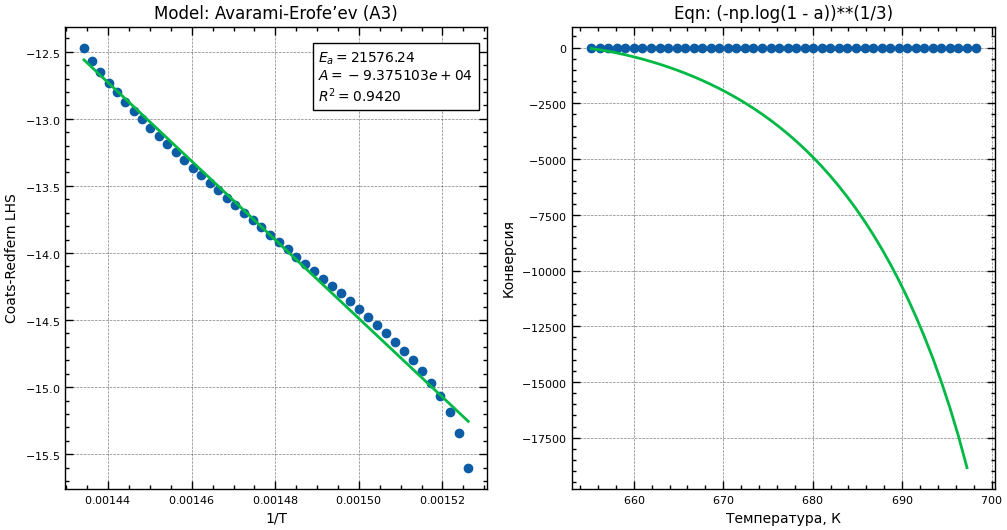 Model: Avarami-Erofe’ev (A3)
E_a = 21576.24
A = − 9.375103e + 04
R^2 = 0.9420
Coats-Redfern LHS
−12.5
−13.0
−13.5
−14.0
−14.5
−15.0
−15.5
0.00144
0.00146
0.00148
0.00150
0.00152
1/T
Eqn: (-np.log(1 - a))**(1/3)
Конверсия
0
−2500
−5000
−7500
−10000
−12500
−15000
−17500
660
670
680
690
700
Температура, К